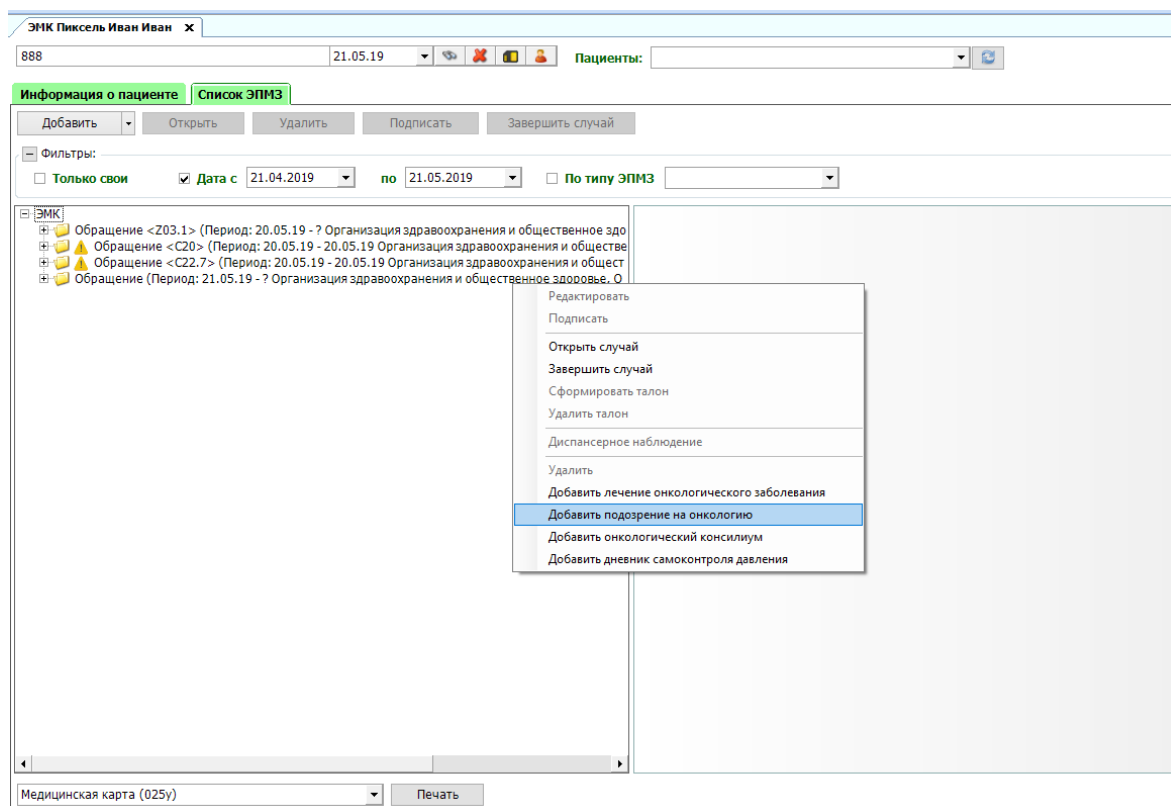 ЭМК Пиксель Иван Иван x
888 21.05.19 Пациенты:
Информация о пациенте Список ЭПМЗ
Добавить Открыть Удалить Подписать Завершить случай
Фильтры:
Только свои Дата с 21.04.2019 по 21.05.2019 По типу ЭПМЗ
ЭМК
Обращение <Z03.1> (Период: 20.05.19 - ? Организация здравоохранения и общественное здо
Обращение <C20> (Период: 20.05.19 - 20.05.19 Организация здравоохранения и обществе
Обращение <C22.7> (Период: 20.05.19 - 20.05.19 Организация здравоохранения и общест
Обращение (Период: 21.05.19 - ? Организация здравоохранения и общественное здоровье. О
Редактировать
Подписать
Открыть случай
Завершить случай
Сформировать талон
Удалить талон
Диспансерное наблюдение
Удалить
Добавить лечение онкологического заболевания
Добавить подозрение на онкологию
Добавить онкологический консилиум
Добавить дневник самоконтроля давления
Медицинская карта (025у) Печать